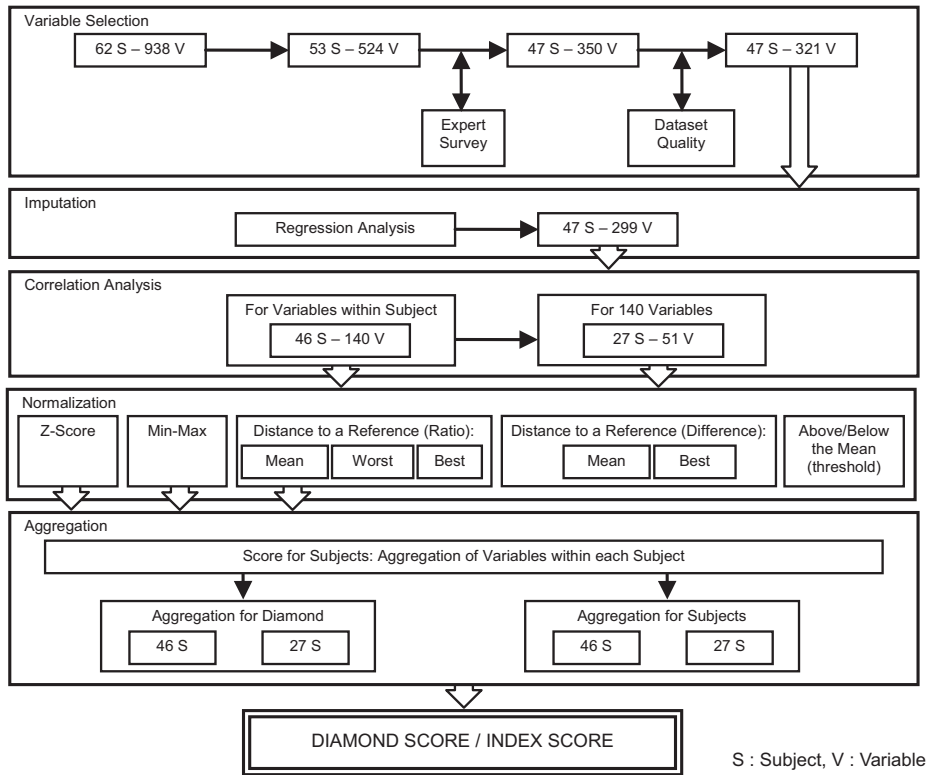 Variable Selection
62 S – 938 V
53 S – 524 V
47 S – 350 V
47 S – 321 V
Expert
Survey
Dataset
Quality
Imputation
Regression Analysis
47 S – 299 V
Correlation Analysis
For Variables within Subject
46 S – 140 V
For 140 Variables
27 S – 51 V
Normalization
Z-Score
Min-Max
Distance to a Reference (Ratio):
Mean
Worst
Best
Distance to a Reference (Difference):
Mean
Best
Above/Below
the Mean
(threshold)
Aggregation
Score for Subjects: Aggregation of Variables within each Subject
Aggregation for Diamond
46 S
27 S
Aggregation for Subjects
46 S
27 S
DIAMOND SCORE / INDEX SCORE
S : Subject, V : Variable